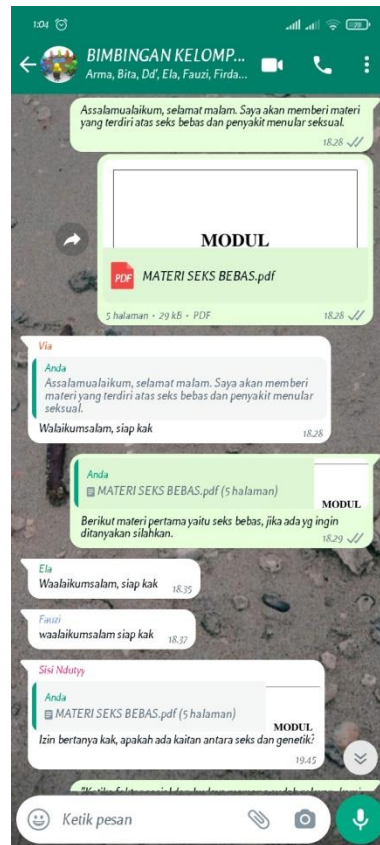 1:04
78
BIMBINGAN KELOMP...
Arma, Bita, Dd', Ela, Fauzi, Firda...
Assalamualaikum, selamat malam. Saya akan memberi materi
yang terdiri atas seks bebas dan penyakit menular seksual.
18.28
MODUL
PDF
MATERI SEKS BEBAS.pdf
5 halaman • 29 kB • PDF
18.28
Via
Anda
Assalamualaikum, selamat malam. Saya akan memberi
materi yang terdiri atas seks bebas dan penyakit menular
seksual.
Walaikumsalam, siap kak
18.28
Anda
MATERI SEKS BEBAS.pdf (5 halaman)
MODUL
Berikut materi pertama yaitu seks bebas, jika ada yg ingin
ditanyakan silahkan.
18.29
Ela
Waalaikumsalam, siap kak
18.35
Fauzi
waalaikumsalam siap kak
18.37
Sisi Ndutyy
Anda
MATERI SEKS BEBAS.pdf (5 halaman)
MODUL
Izin bertanya kak, apakah ada kaitan antara seks dan genetik?
19.45
Ketik pesan